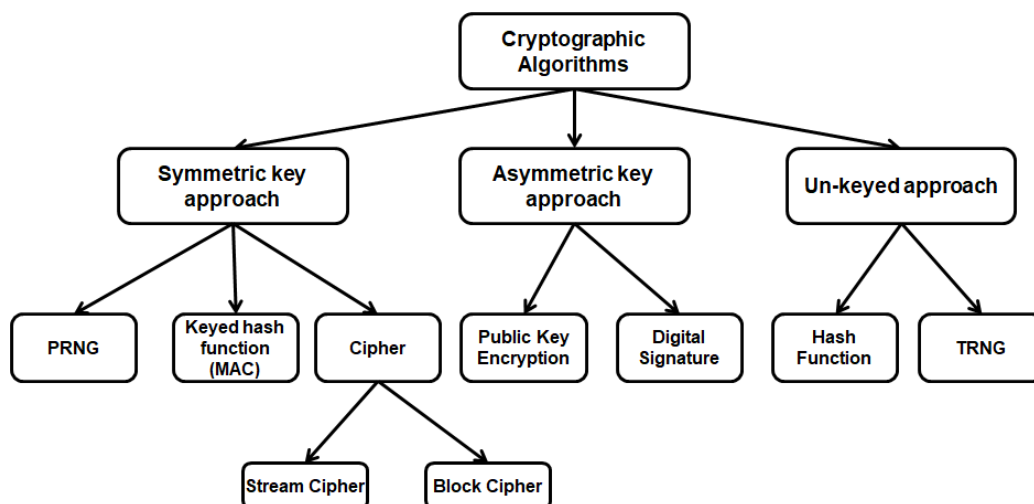 Cryptographic
Algorithms
Symmetric key
approach
Asymmetric key
approach
Un-keyed approach
PRNG
Keyed hash
function
(MAC)
Cipher
Public Key
Encryption
Digital
Signature
Hash
Function
TRNG
Stream Cipher
Block Cipher